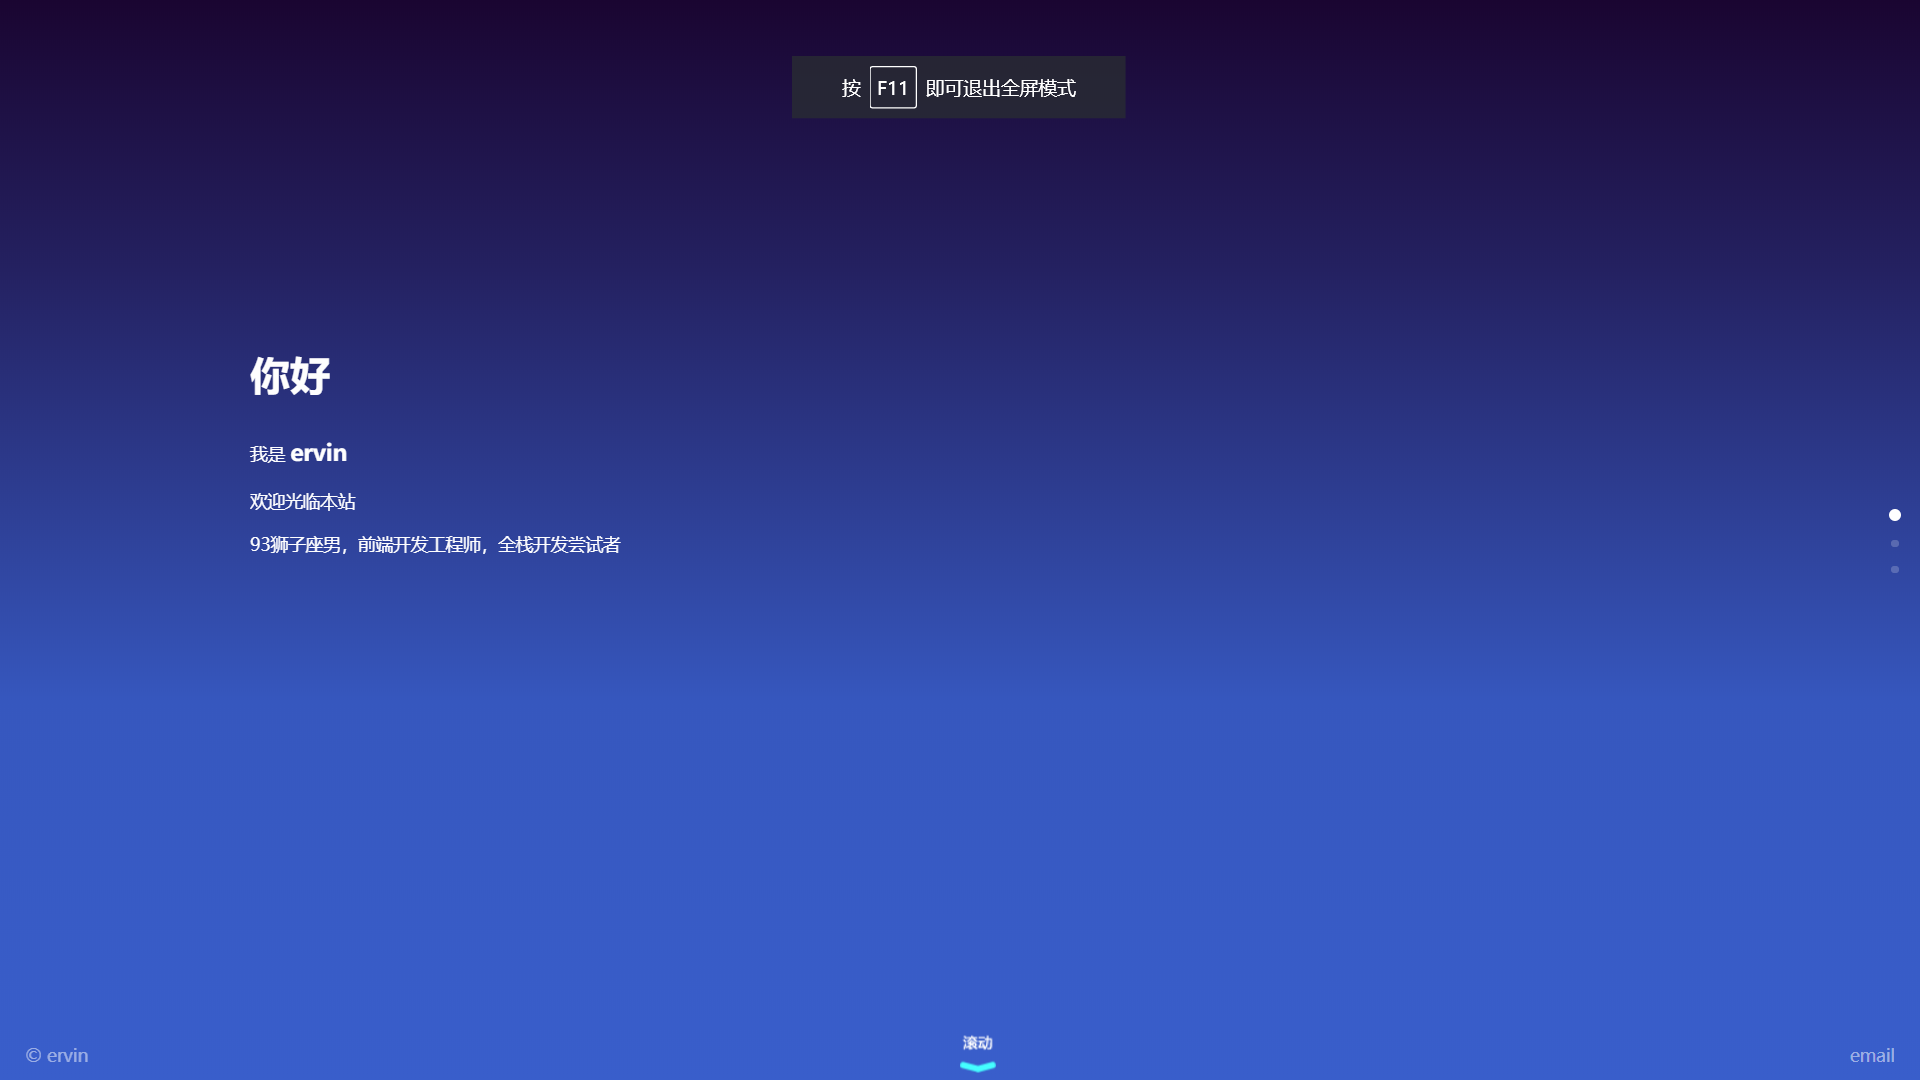 按 F11 即可退出全屏模式
你好
我是 ervin
欢迎光临本站
93狮子座男，前端开发工程师，全栈开发尝试者
滚动
© ervin
email